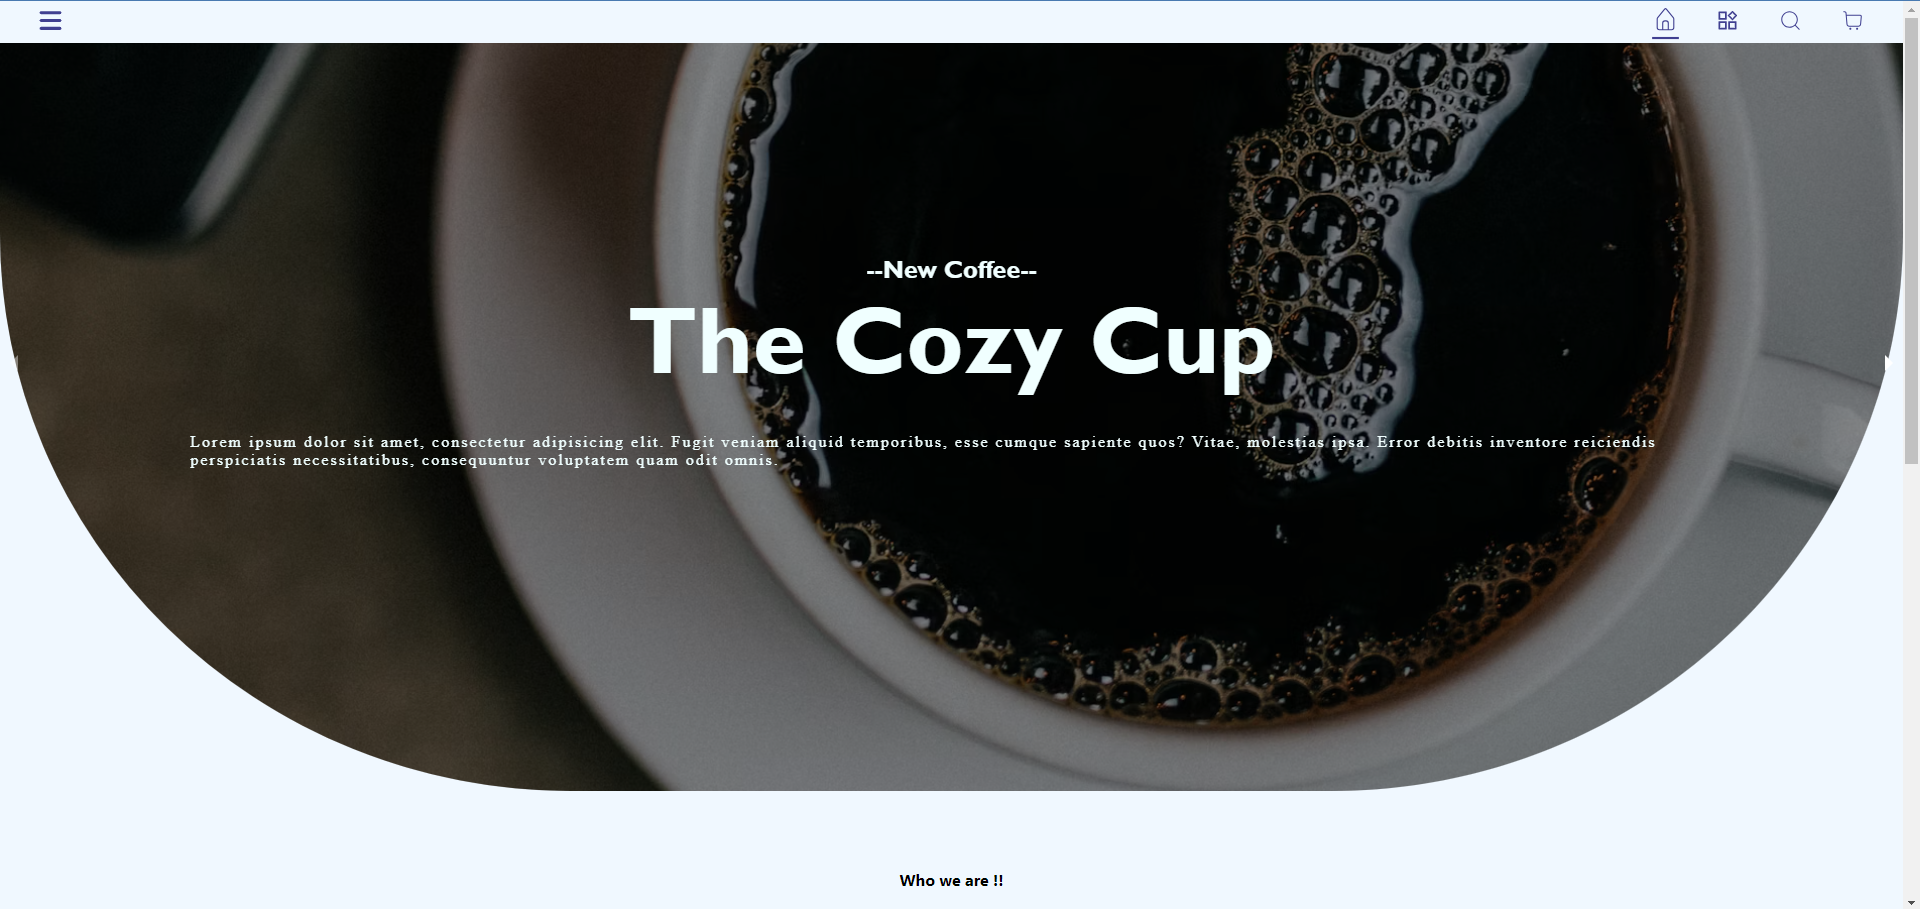 --New Coffee--
The Cozy Cup
Lorem ipsum dolor sit amet, consectetur adipisicing elit. Fugit veniam aliquid temporibus, esse cumque sapiente quos? Vitae, molestias ipsa. Error debitis inventore reiciendis
perspiciatis necessitatibus, consequuntur voluptatem quam odit omnis.
Who we are !!